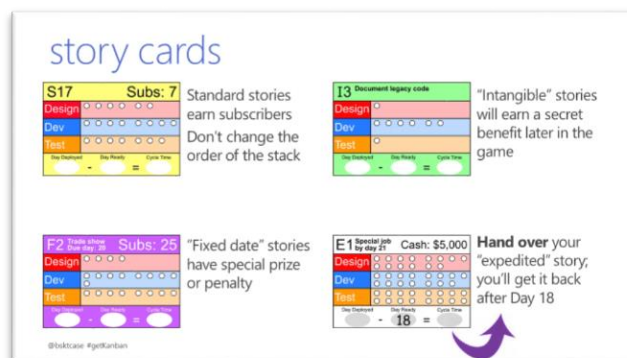 story cards
S17 Subs: 7
Design
Dev
Test
Day Deployed - Day Ready = Cycle Time
Standard stories
earn subscribers
Don't change the
order of the stack
I3 Document legacy code
Design
Dev
Test
Day Deployed - Day Ready = Cycle Time
"Intangible" stories
will earn a secret
benefit later in the
game
F2 Trade show Subs: 25
Design
Dev
Test
Day Deployed - Day Ready = Cycle Time
"Fixed date" stories
have special prize
or penalty
E1 Special job Cash: $5,000
by day 21
Design
Dev
Test
Day Deployed - Day Ready = Cycle Time
18
Hand over your
"expedited" story;
you'll get it back
after Day 18
@bsktcase #getKanban